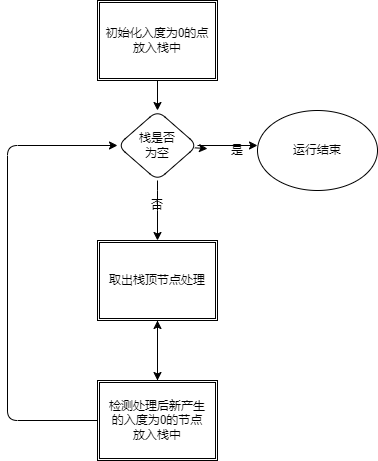 初始化入度为0的点
放入栈中
栈是否
为空
是
运行结束
否
取出栈顶节点处理
检测处理后新产生
的入度为0的节点
放入栈中